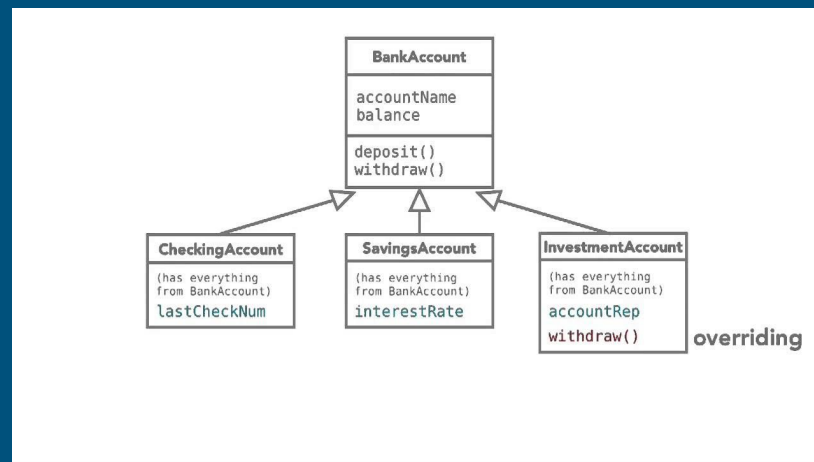 BankAccount
accountName
balance
deposit()
withdraw()
CheckingAccount
(has everything
from BankAccount)
lastCheckNum
SavingsAccount
(has everything
from BankAccount)
interestRate
InvestmentAccount
(has everything
from BankAccount)
accountRep
withdraw()
overriding